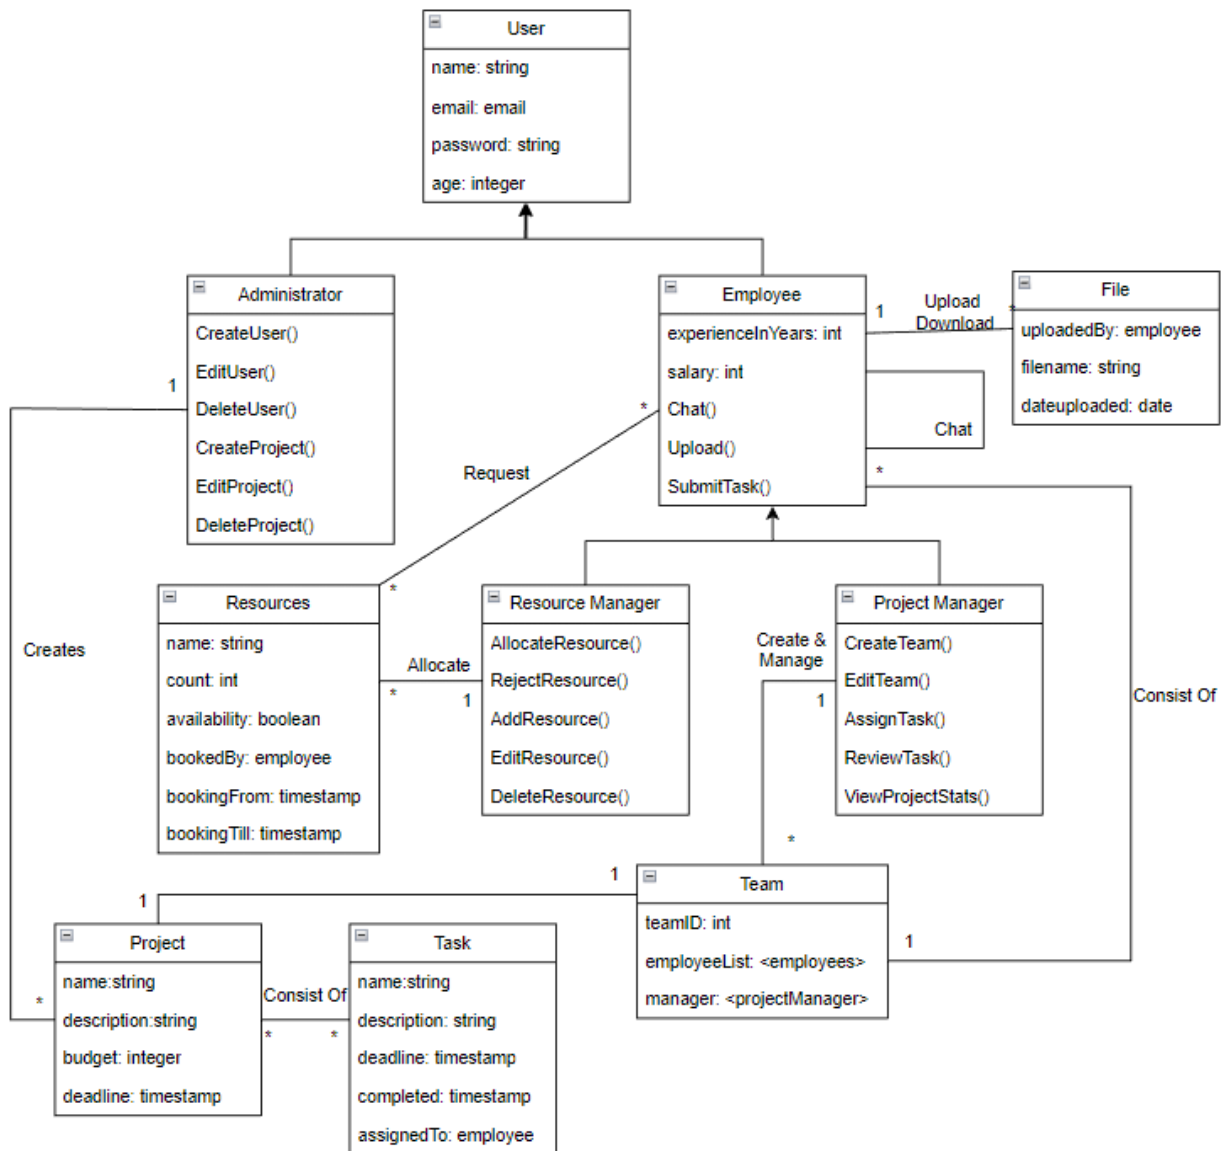 User
name: string
email: email
password: string
age: integer
Administrator
CreateUser()
EditUser()
DeleteUser()
CreateProject()
EditProject()
DeleteProject()
1
Employee
experienceInYears: int
salary: int
Chat()
Upload()
SubmitTask()
1
Upload
Download
*
File
uploadedBy: employee
filename: string
dateuploaded: date
Chat
*
Request
*
*
Resources
name: string
count: int
availability: boolean
bookedBy: employee
bookingFrom: timestamp
bookingTill: timestamp
Allocate
*
1
Resource Manager
AllocateResource()
RejectResource()
AddResource()
EditResource()
DeleteResource()
Create &
Manage
1
Project Manager
CreateTeam()
EditTeam()
AssignTask()
ReviewTask()
ViewProjectStats()
Consist Of
Creates
*
1
1
Team
teamID: int
employeeList: <employees>
manager: <projectManager>
1
*
Project
name:string
description:string
budget: integer
deadline: timestamp
Consist Of
*
*
Task
name:string
description: string
deadline: timestamp
completed: timestamp
assignedTo: employee